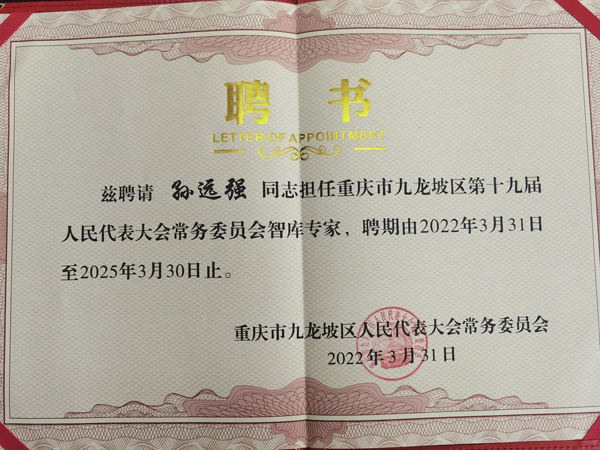 聘 书
LETTER OF APPOINTMENT
兹聘请 孙远强 同志担任重庆市九龙坡区第十九届
人民代表大会常务委员会智库专家，聘期由2022年3月31日
至2025年3月30日止。
重庆市九龙坡区人民代表大会常务委员会
2022年3月31日